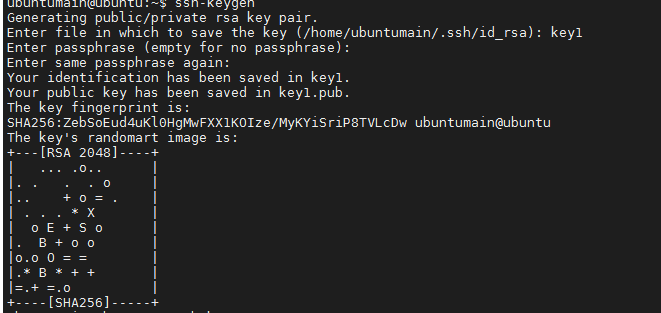 ubuntumain@ubuntu:~$ ssh-keygen
Generating public/private rsa key pair.
Enter file in which to save the key (/home/ubuntumain/.ssh/id_rsa): key1
Enter passphrase (empty for no passphrase):
Enter same passphrase again:
Your identification has been saved in key1.
Your public key has been saved in key1.pub.
The key fingerprint is:
SHA256:ZebSoEud4uKl0HgMwFXX1KOIze/MyKYiSriP8TVLcDw ubuntumain@ubuntu
The key's randomart image is:
+---[RSA 2048]----+
|   ... .o..      |
|. .   .  . o     |
|..    + o = .    |
| . . . * X       |
|  o E + S o      |
|.  B + o o       |
|o.o O = =        |
|.* B * + +       |
|=.+ =.o          |
+----[SHA256]-----+